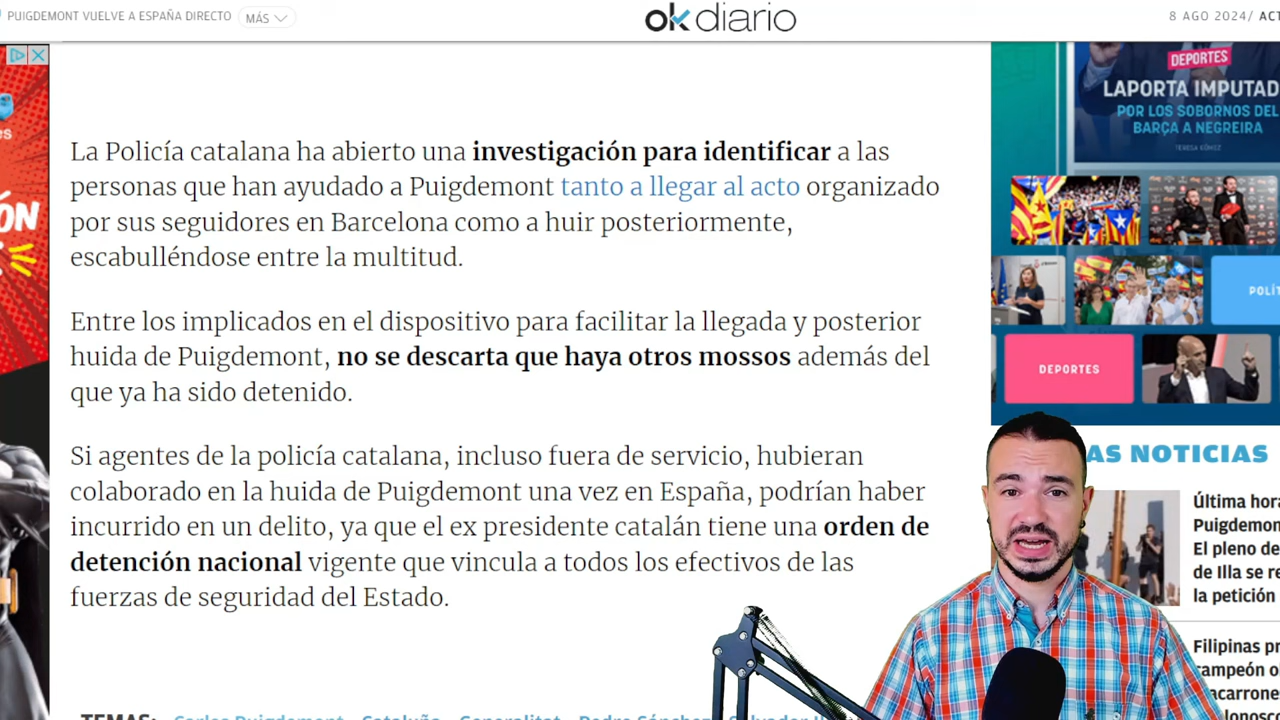 PUIGDEMONT VUELVE A ESPAÑA DIRECTO
MÁS
okdiario
8 AGO 2024/
La Policía catalana ha abierto una investigación para identificar a las
personas que han ayudado a Puigdemont tanto a llegar al acto organizado
por sus seguidores en Barcelona como a huir posteriormente,
escabulléndose entre la multitud.
Entre los implicados en el dispositivo para facilitar la llegada y posterior
huida de Puigdemont, no se descarta que haya otros mossos además del
que ya ha sido detenido.
Si agentes de la policía catalana, incluso fuera de servicio, hubieran
colaborado en la huida de Puigdemont una vez en España, podrían haber
incurrido en un delito, ya que el ex presidente catalán tiene una orden de
detención nacional vigente que vincula a todos los efectivos de las
fuerzas de seguridad del Estado.
TEMAS: Carles Puigdemont Cataluña Generalitat Pedro Sánchez Salvador
DEPORTES
LAPORTA IMPUTAD
POR LOS SOBORNOS DEL
BARÇA A NEGREIRA
TERESA GÓMEZ
POLÍT
DEPORTES
AS NOTICIAS
Última hora
Puigdemon
El pleno de
de Illa se re
la petición
Filipinas pr
campeón o